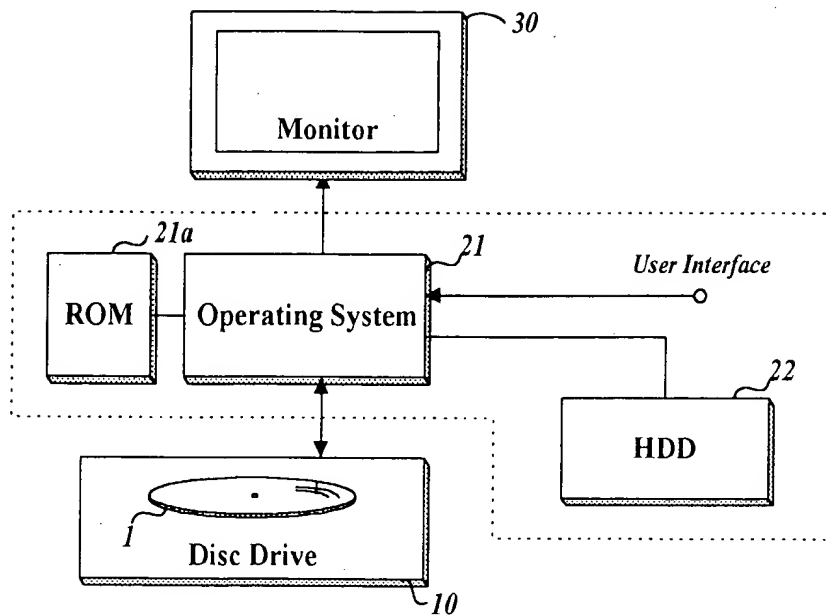 30
Monitor
21a
21
User Interface
ROM
Operating System
22
HDD
1
Disc Drive
10